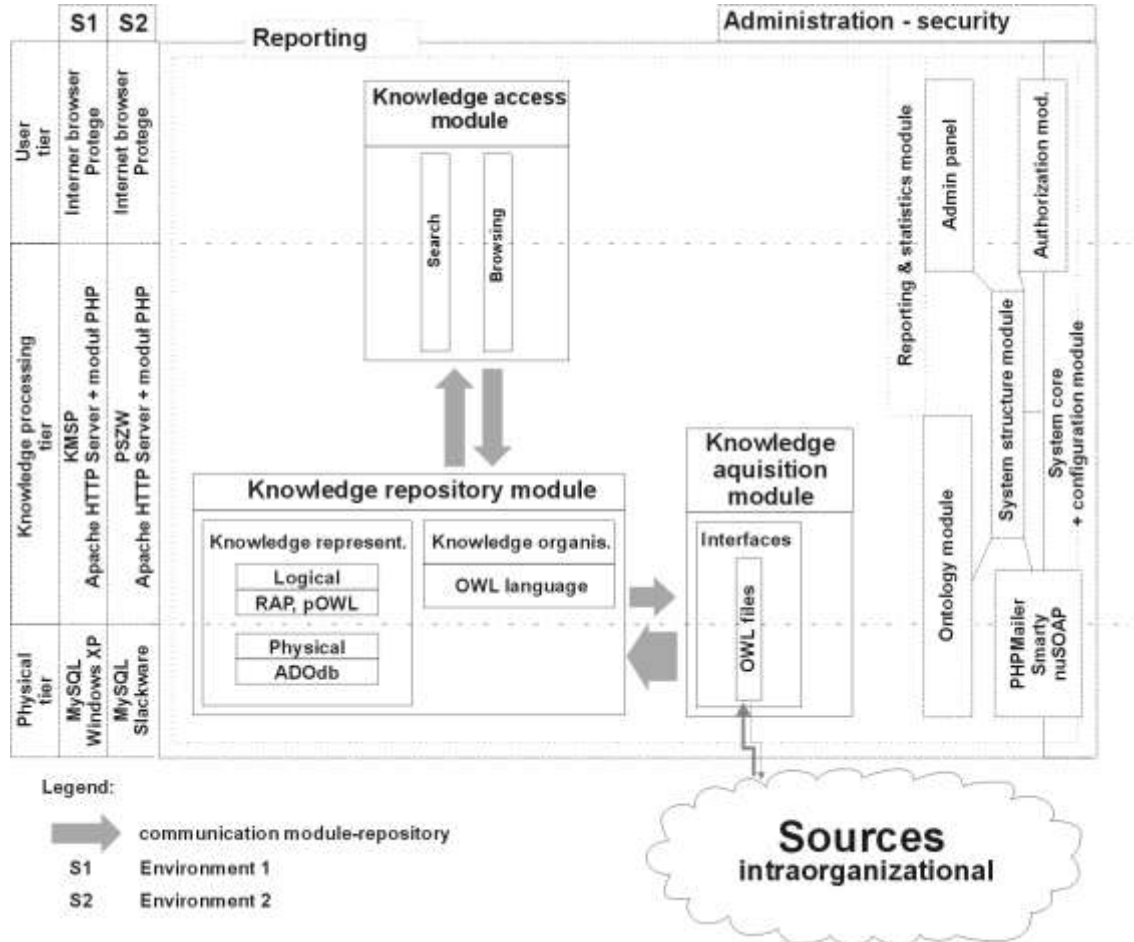 S1 S2
Reporting
Administration - security
User
tier
Interner browser
Protege
Internet browser
Protege
Knowledge access
module
Search
Browsing
Reporting & statistics module
Admin panel
Authorization mod.
Knowledge processing
tier
KMSP
Apache HTTP Server + moduł PHP
PSZW
Apache HTTP Server + moduł PHP
System structure module
System core
+ configuration module
Knowledge repository module
Knowledge represent.
Logical
RAP, pOWL
Physical
ADOdb
Knowledge organis.
OWL language
Knowledge
aquisition
module
Interfaces
OWL files
Ontology module
PHPMailer
Smarty
nuSOAP
Physical
tier
MySQL
Windows XP
MySQL
Slackware
Legend:
communication module-repository
S1 Environment 1
S2 Environment 2
Sources
intraorganizational